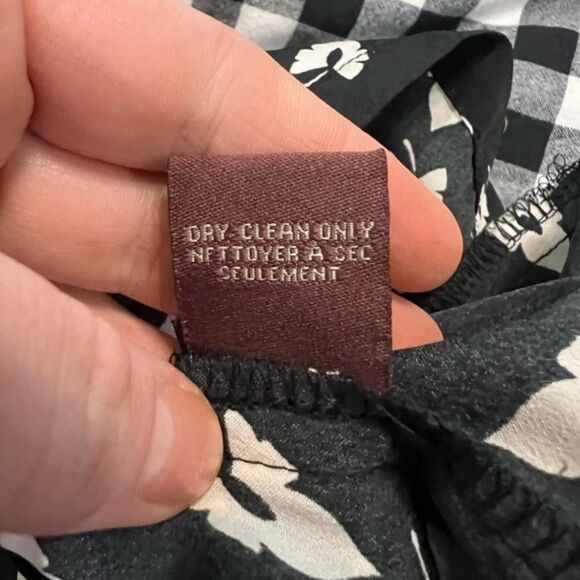 DRY CLEAN ONLY
NETTOYER À SEC
SEULEMENT